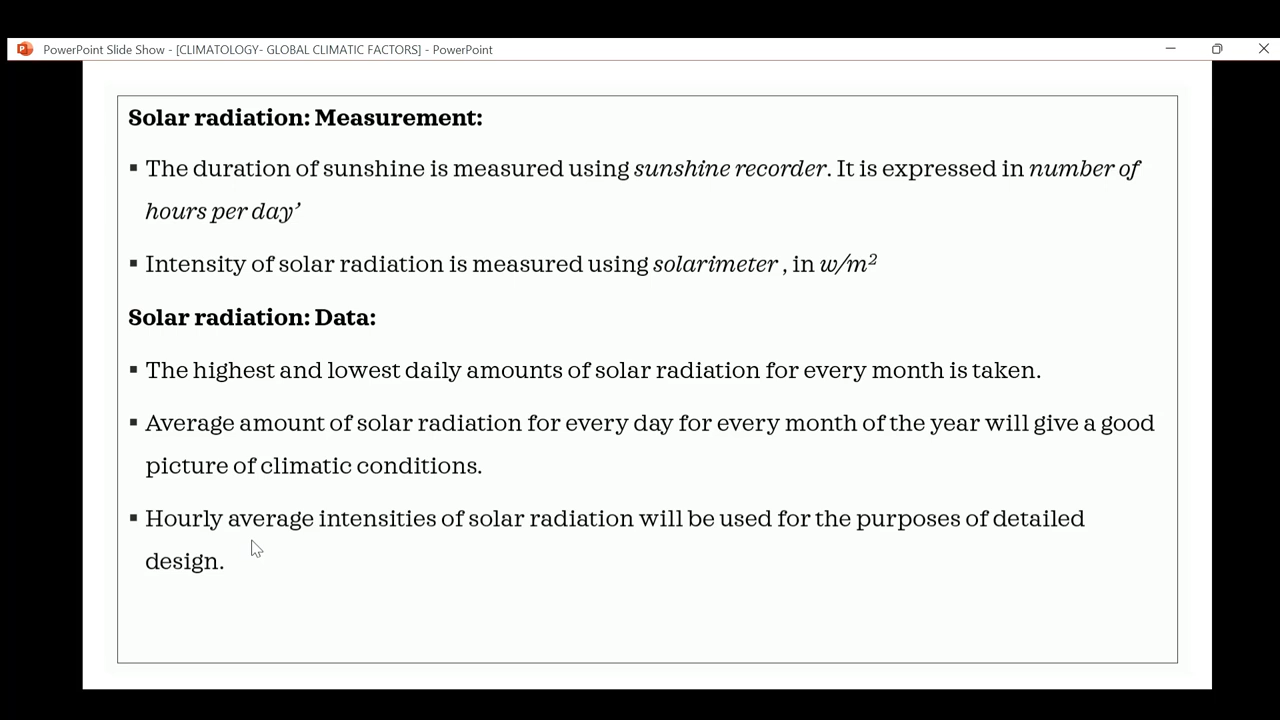 PowerPoint Slide Show - [CLIMATOLOGY- GLOBAL CLIMATIC FACTORS] - PowerPoint
Solar radiation: Measurement:
▪ The duration of sunshine is measured using sunshine recorder. It is expressed in number of
hours per day’
▪ Intensity of solar radiation is measured using solarimeter , in w/m²
Solar radiation: Data:
▪ The highest and lowest daily amounts of solar radiation for every month is taken.
▪ Average amount of solar radiation for every day for every month of the year will give a good
picture of climatic conditions.
▪ Hourly average intensities of solar radiation will be used for the purposes of detailed
design.